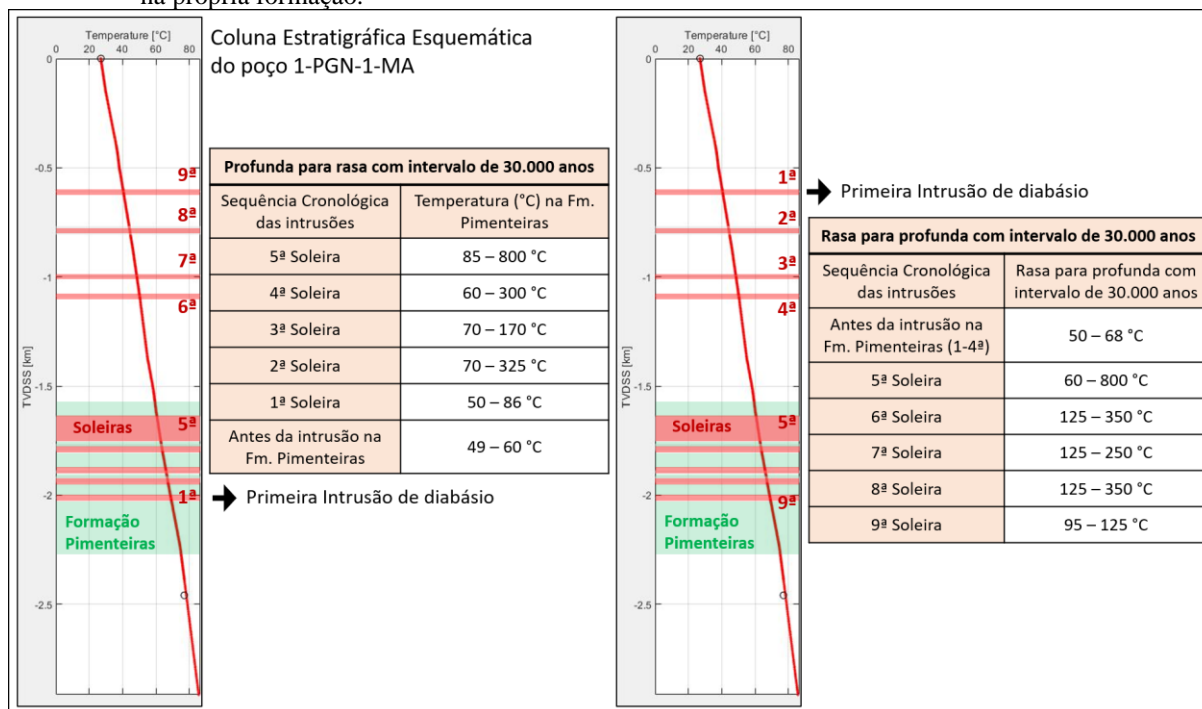 na própria formação.
Temperature [°C]
0 20 40 60 80
Coluna Estratigráfica Esquemática
do poço 1-PGN-1-MA
0
-0.5
-1
-1.5
-2
-2.5
TVDSS [km]
9ª
8ª
7ª
6ª
Soleiras 5ª
1ª
Formação
Pimenteiras
Profunda para rasa com intervalo de 30.000 anos
Sequência Cronológica
das intrusões
Temperatura (°C) na Fm.
Pimenteiras
5ª Soleira 85 – 800 °C
4ª Soleira 60 – 300 °C
3ª Soleira 70 – 170 °C
2ª Soleira 70 – 325 °C
1ª Soleira 50 – 86 °C
Antes da intrusão na
Fm. Pimenteiras
49 – 60 °C
Primeira Intrusão de diabásio
Temperature [°C]
0 20 40 60 80
0
-0.5
-1
-1.5
-2
-2.5
TVDSS [km]
1ª
2ª
3ª
4ª
Soleiras 5ª
9ª
Formação
Pimenteiras
Primeira Intrusão de diabásio
Rasa para profunda com intervalo de 30.000 anos
Sequência Cronológica
das intrusões
Rasa para profunda com
intervalo de 30.000 anos
Antes da intrusão na
Fm. Pimenteiras (1-4ª)
50 – 68 °C
5ª Soleira 60 – 800 °C
6ª Soleira 125 – 350 °C
7ª Soleira 125 – 250 °C
8ª Soleira 125 – 350 °C
9ª Soleira 95 – 125 °C